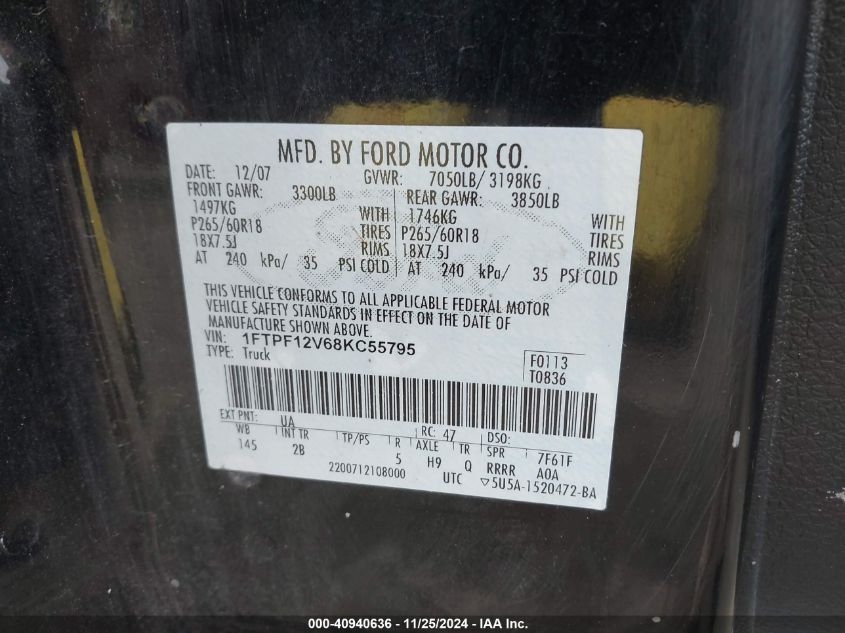 MFD. BY FORD MOTOR CO.
DATE: 12/07 GVWR: 7050LB/ 3198KG
FRONT GAWR: 3300LB REAR GAWR: 3850LB
1497KG WITH 1746KG WITH
P265/60R18 TIRES P265/60R18 TIRES
18X7.5J RIMS 18X7.5J RIMS
AT 240 kPa/ 35 PSI COLD AT 240 kPa/ 35 PSI COLD
THIS VEHICLE CONFORMS TO ALL APPLICABLE FEDERAL MOTOR
VEHICLE SAFETY STANDARDS IN EFFECT ON THE DATE OF
MANUFACTURE SHOWN ABOVE.
VIN: 1FTPF12V68KC55795 F0113
TYPE: Truck T0836
EXT PNT: UA RC: 47 DSO:
WB INT TR TP/PS R AXLE TR SPR 7F61F
145 2B 5 H9 Q RRRR A0A
2200712108000 UTC ▽5U5A-1520472-BA
000-40940636 - 11/25/2024 - IAA Inc.